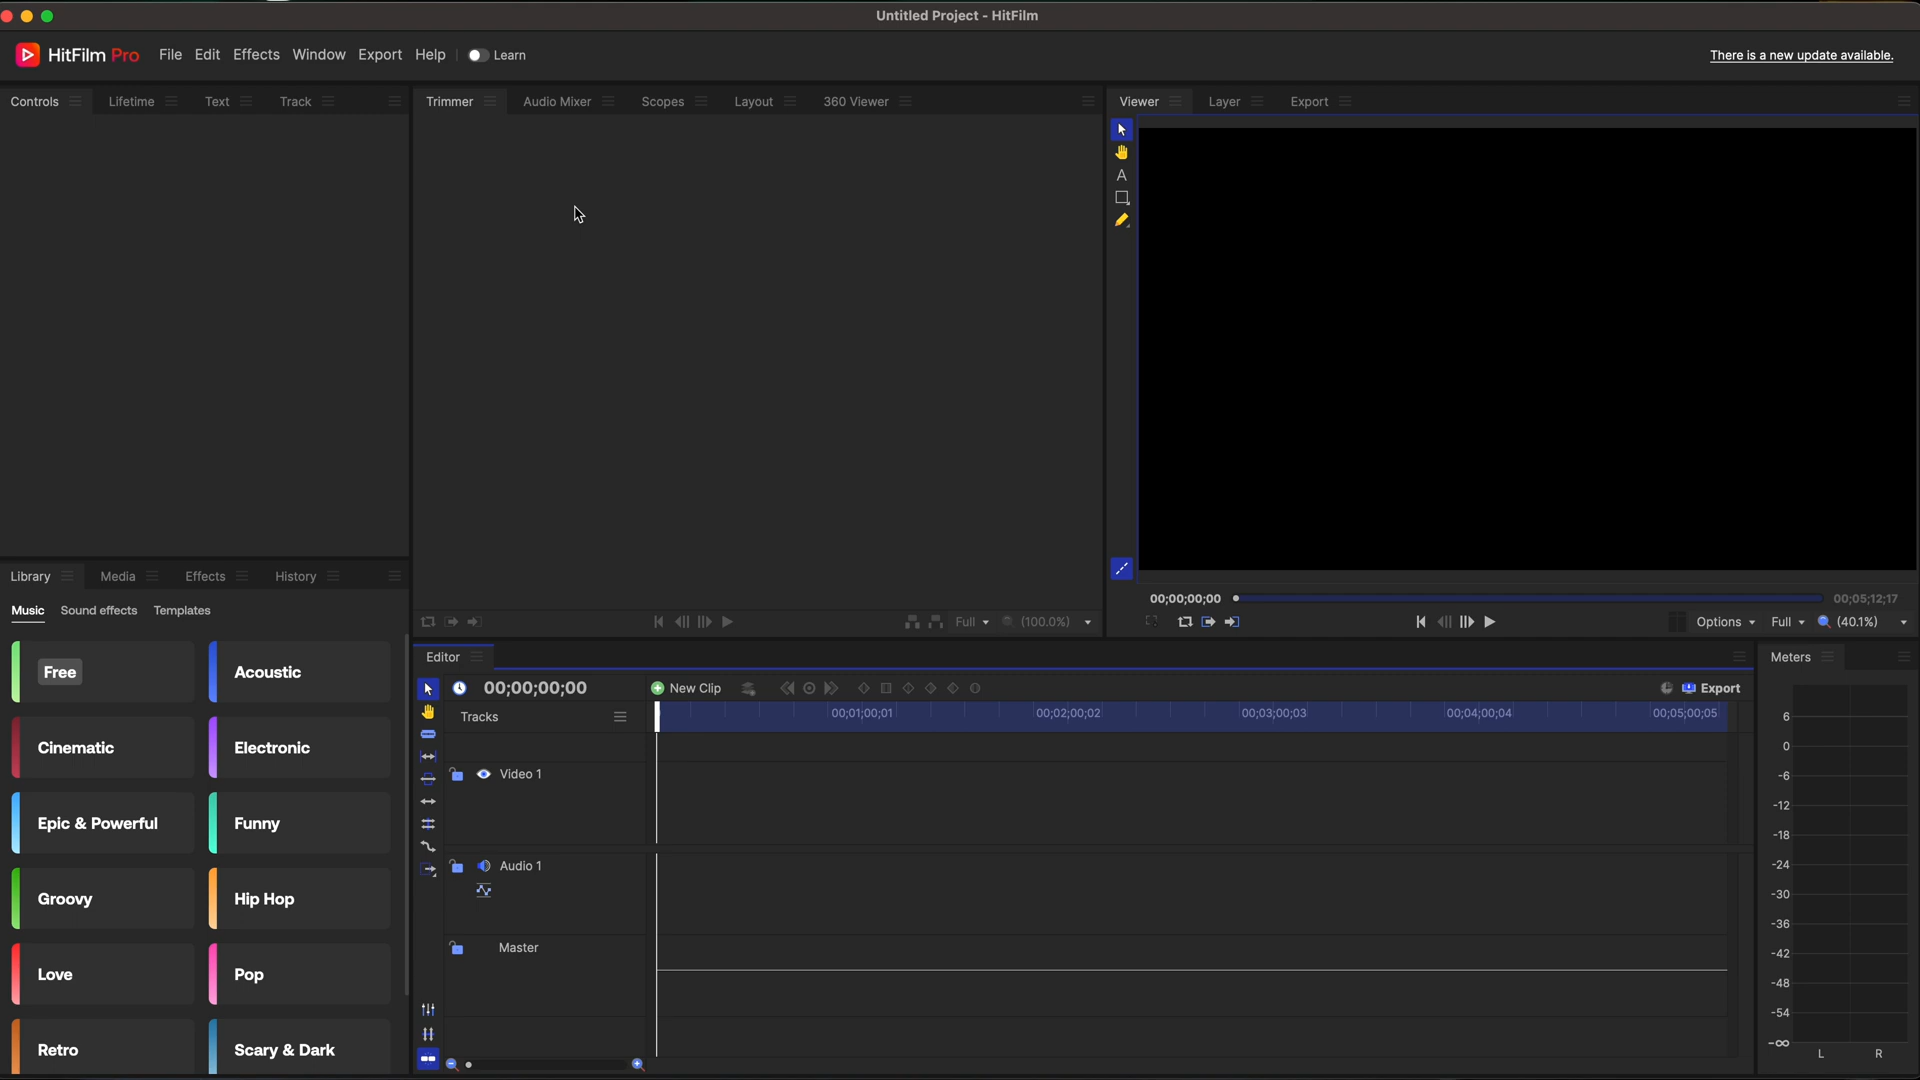 Untitled Project - HitFilm
HitFilm Pro File Edit Effects Window Export Help Learn There is a new update available.
Controls Lifetime Text Track
Trimmer Audio Mixer Scopes Layout 360 Viewer
Viewer Layer Export
A
Library Media Effects History
Music Sound effects Templates
Free Acoustic
Cinematic Electronic
Epic & Powerful Funny
Groovy Hip Hop
Love Pop
Retro Scary & Dark
Full (100.0%)
00;00;00;00 00;05;12;17
Options Full (40.1%)
Editor
00;00;00;00 New Clip Export
Tracks 00;01;00;01 00;02;00;02 00;03;00;03 00;04;00;04 00;05;00;05
Video 1
Audio 1
Master
Meters
6
0
-6
-12
-18
-24
-30
-36
-42
-48
-54
-∞
L R